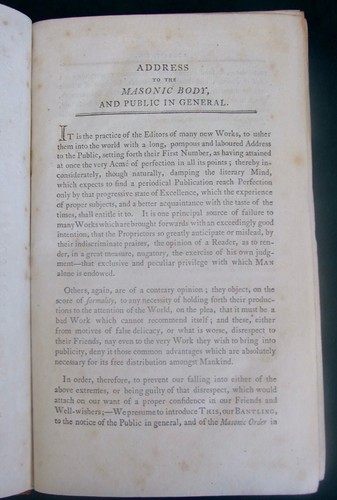 ADDRESS
TO THE
MASONIC BODY,
AND PUBLIC IN GENERAL.
IT is the practice of the Editors of many new Works, to usher
them into the world with a long, pompous and laboured Address
to the Public, setting forth their First Number, as having attained
at once the very Acmé of perfection in all its points; thereby in-
considerately, though naturally, damping the literary Mind,
which expects to find a periodical Publication reach Perfection
only by that progressive state of Excellence, which the experience
of proper subjects, and a better acquaintance with the taste of the
times, shall entitle it to. It is one principal source of failure to
many Works which are brought forwards with an exceedingly good
intention, that the Proprietors so greatly anticipate or mislead, by
their indiscriminate praises, the opinion of a Reader, as to ren-
der, in a great measure, nugatory, the exercise of his own judg-
ment—that exclusive and peculiar privilege with which MAN
alone is endowed.
Others, again, are of a contrary opinion; they object, on the
score of formality, to any necessity of holding forth their produc-
tions to the attention of the World, on the plea, that it must be a
bad Work which cannot recommend itself; and these, either
from motives of false delicacy, or what is worse, disrespect to
their Friends, nay even to the very Work they wish to bring into
publicity, deny it those common advantages which are absolutely
necessary for its free distribution amongst Mankind.
In order, therefore, to prevent our falling into either of the
above extremes, or being guilty of that disrespect, which would
attach on our want of a proper confidence in our Friends and
Well-wishers;—We presume to introduce THIS, our BANTLING,
to the notice of the Public in general, and of the Masonic Order in